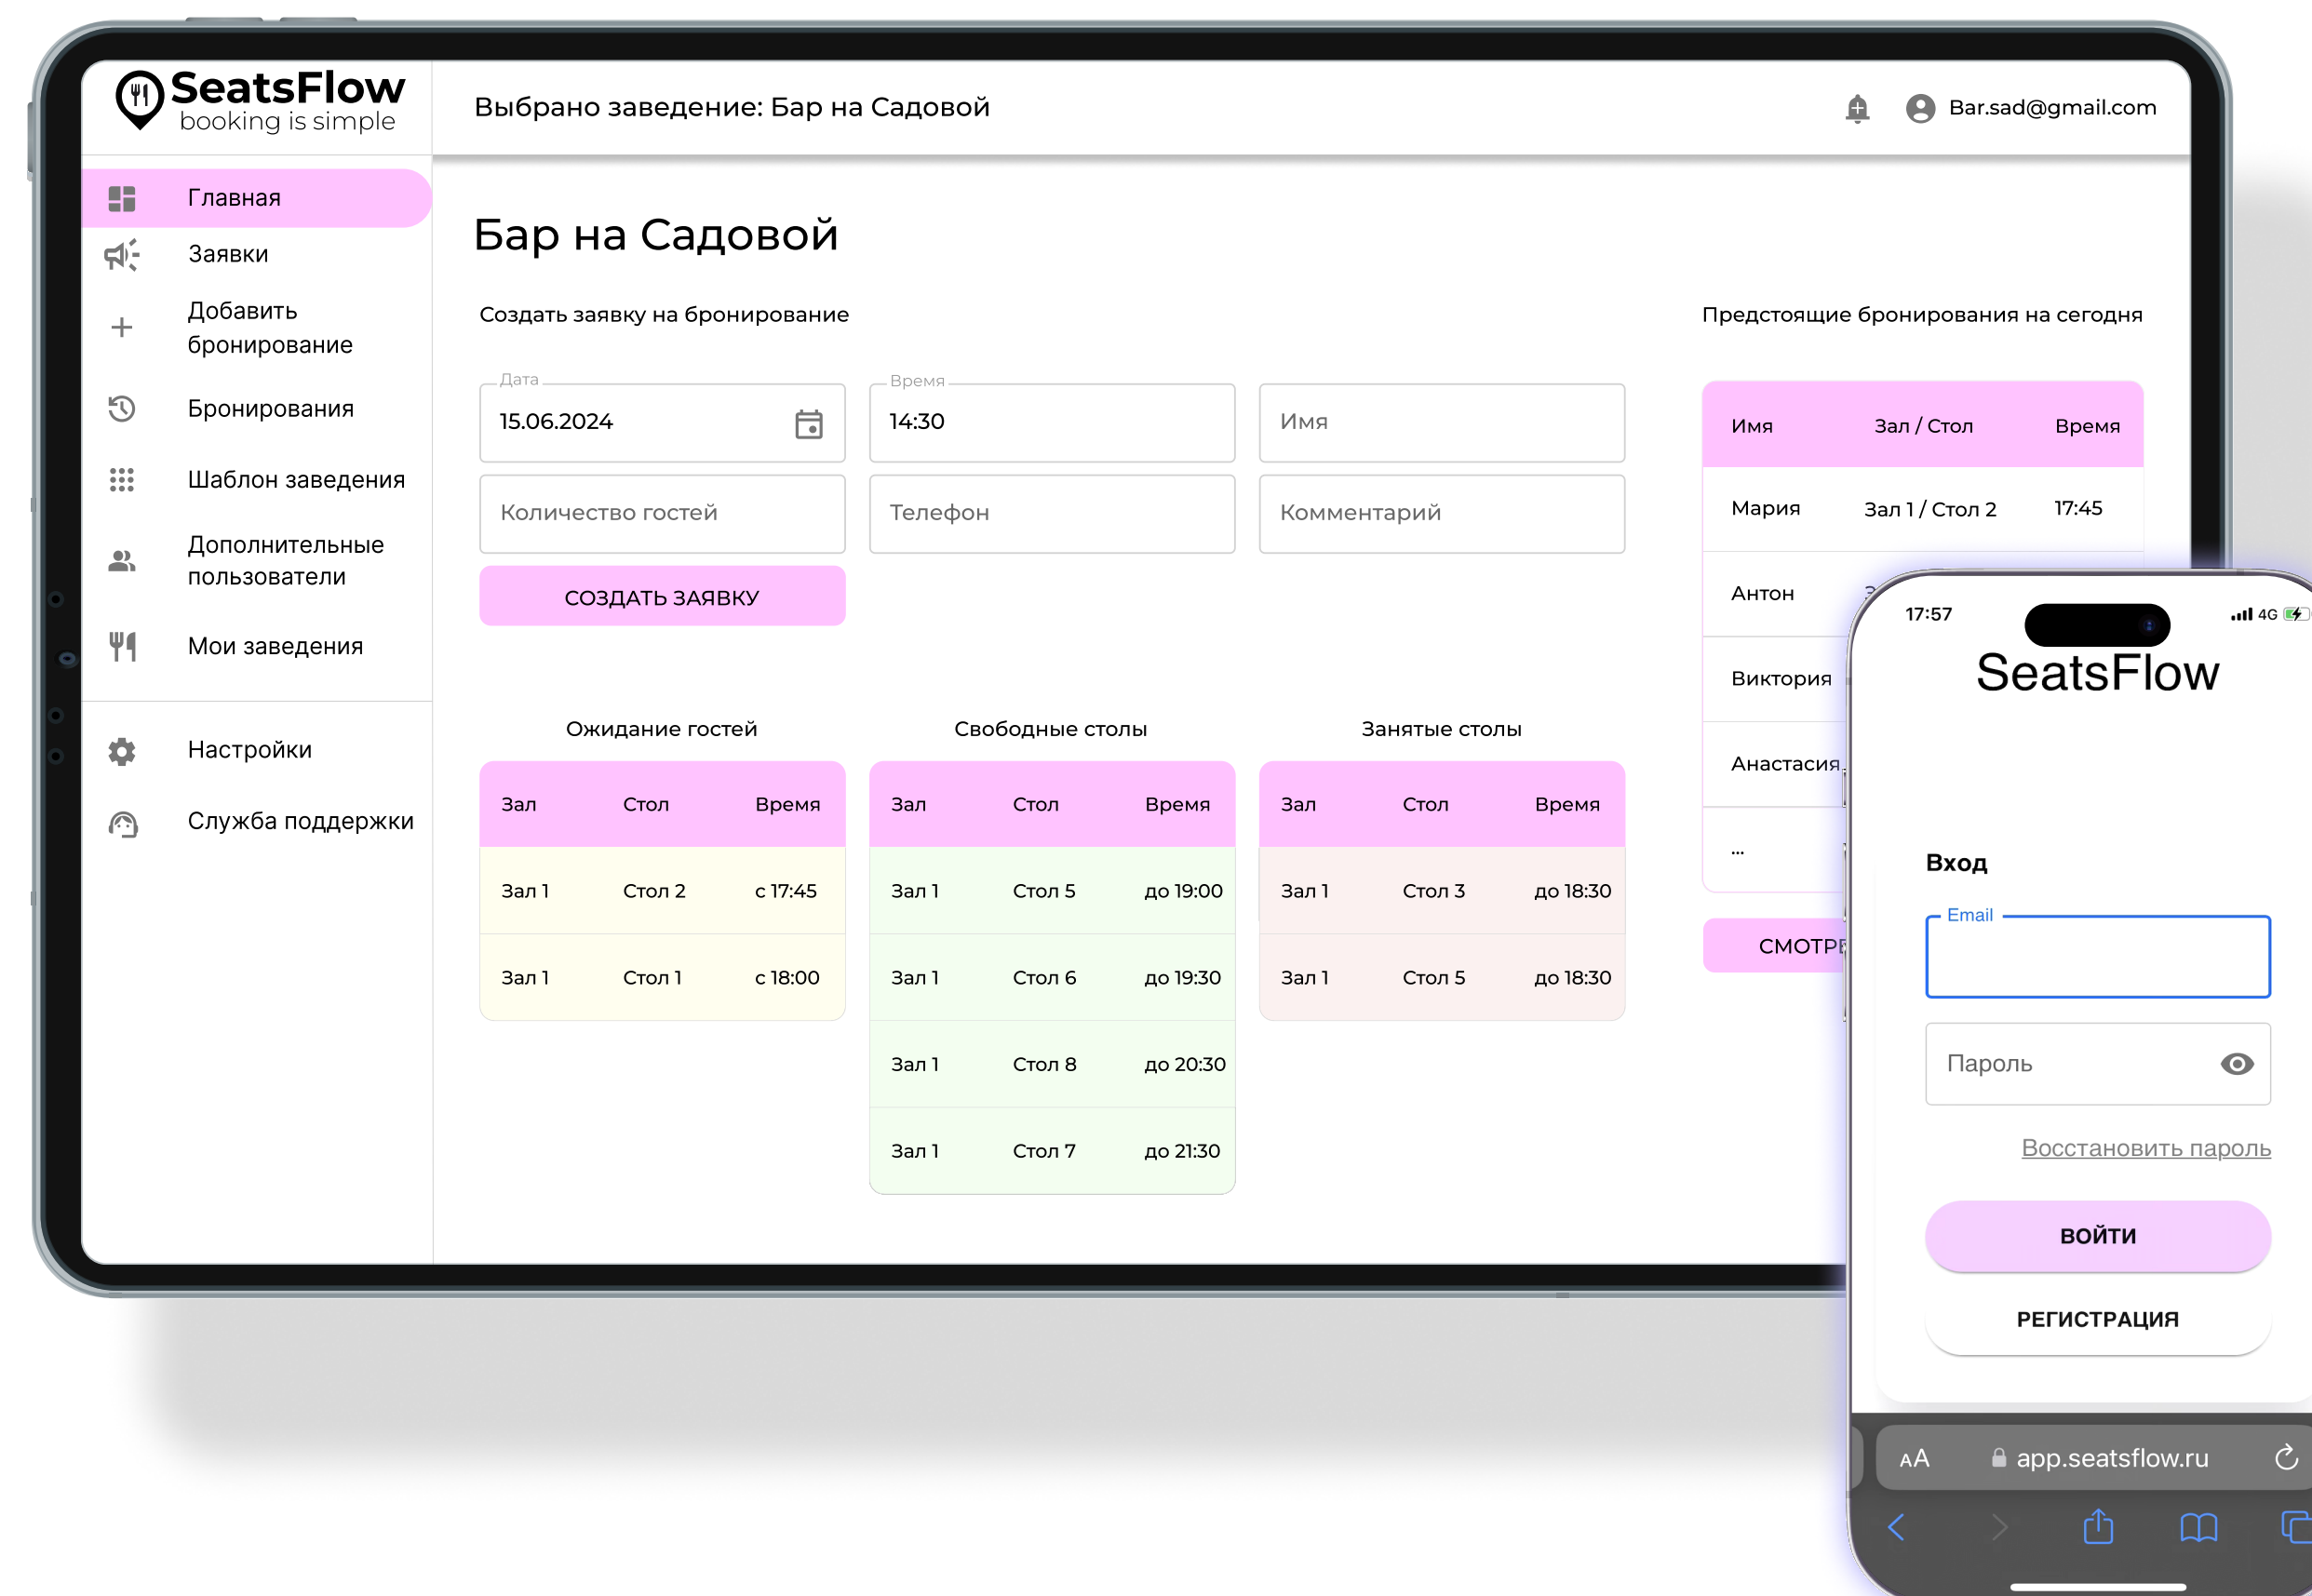 SeatsFlow
booking is simple
Выбрано заведение: Бар на Садовой
Bar.sad@gmail.com
Главная
Заявки
Добавить
бронирование
Бронирования
Шаблон заведения
Дополнительные
пользователи
Мои заведения
Настройки
Служба поддержки
Бар на Садовой
Создать заявку на бронирование
Дата
15.06.2024
Время
14:30
Имя
Количество гостей
Телефон
Комментарий
СОЗДАТЬ ЗАЯВКУ
Ожидание гостей
Зал Стол Время
Зал 1 Стол 2 с 17:45
Зал 1 Стол 1 с 18:00
Свободные столы
Зал Стол Время
Зал 1 Стол 5 до 19:00
Зал 1 Стол 6 до 19:30
Зал 1 Стол 8 до 20:30
Зал 1 Стол 7 до 21:30
Занятые столы
Зал Стол Время
Зал 1 Стол 3 до 18:30
Зал 1 Стол 5 до 18:30
Предстоящие бронирования на сегодня
Имя Зал / Стол Время
Мария Зал 1 / Стол 2 17:45
Антон
Виктория
Анастасия
...
17:57
4G
SeatsFlow
Вход
Email
Пароль
Восстановить пароль
ВОЙТИ
РЕГИСТРАЦИЯ
AA
app.seatsflow.ru